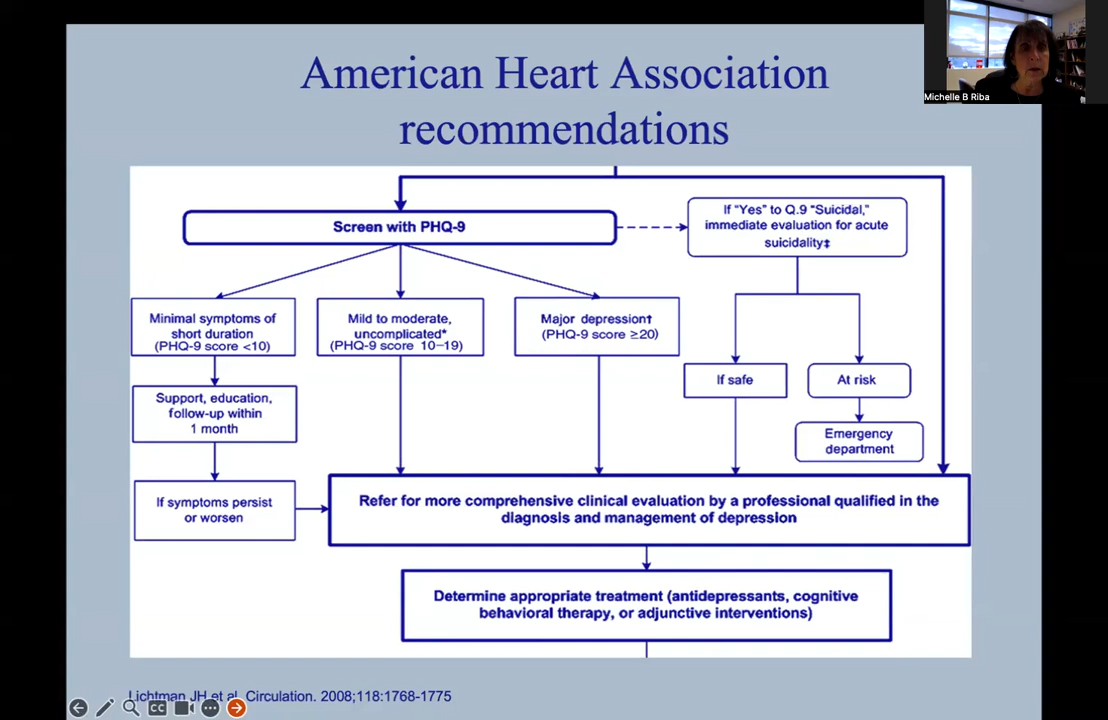 American Heart Association
recommendations
Michelle B Riba
Screen with PHQ-9
If "Yes" to Q.9 "Suicidal,"
immediate evaluation for acute
suicidality‡
Minimal symptoms of
short duration
(PHQ-9 score <10)
Mild to moderate,
uncomplicated*
(PHQ-9 score 10–19)
Major depression†
(PHQ-9 score ≥20)
If safe
At risk
Support, education,
follow-up within
1 month
Emergency
department
If symptoms persist
or worsen
Refer for more comprehensive clinical evaluation by a professional qualified in the
diagnosis and management of depression
Determine appropriate treatment (antidepressants, cognitive
behavioral therapy, or adjunctive interventions)
Lichtman JH et al. Circulation. 2008;118:1768-1775
CC